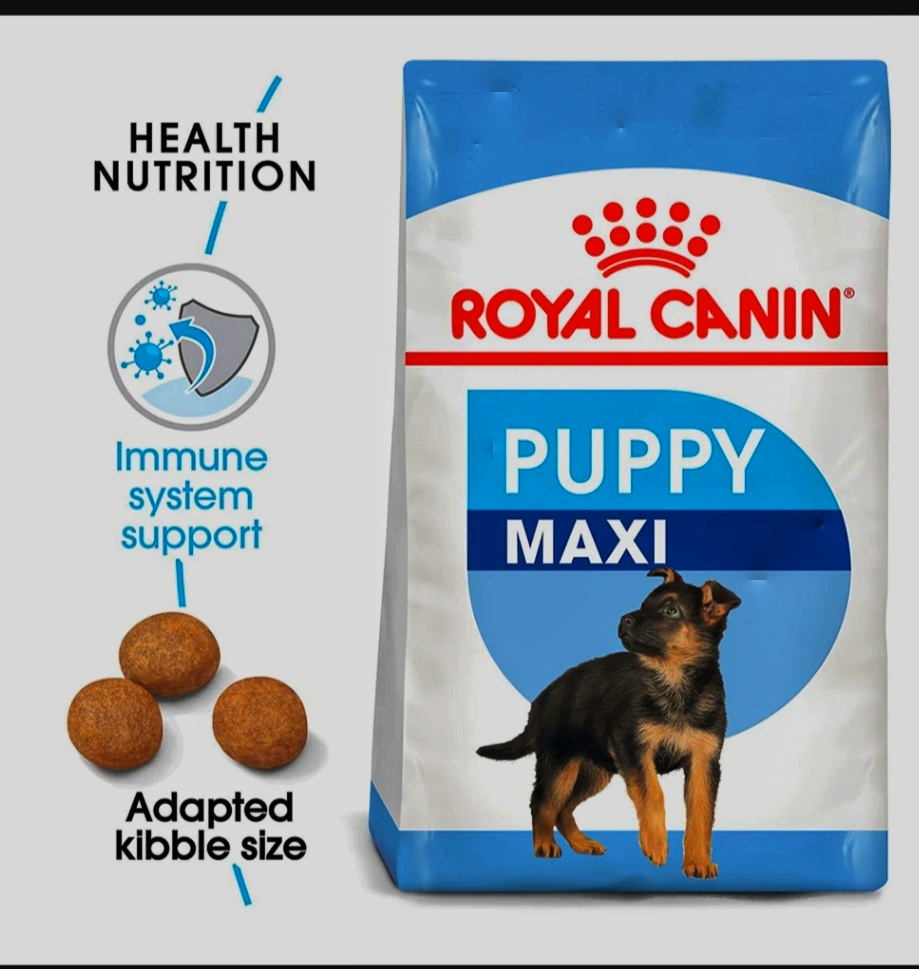 HEALTH
NUTRITION
Immune
system
support
Adapted
kibble size
ROYAL CANIN®
PUPPY
MAXI